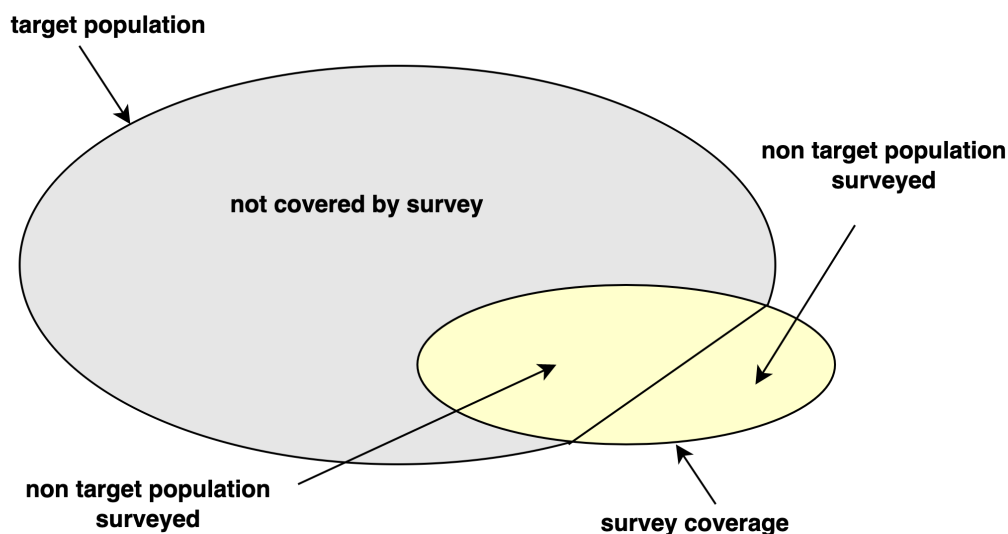 target population
non target population
surveyed
not covered by survey
non target population
surveyed
survey coverage